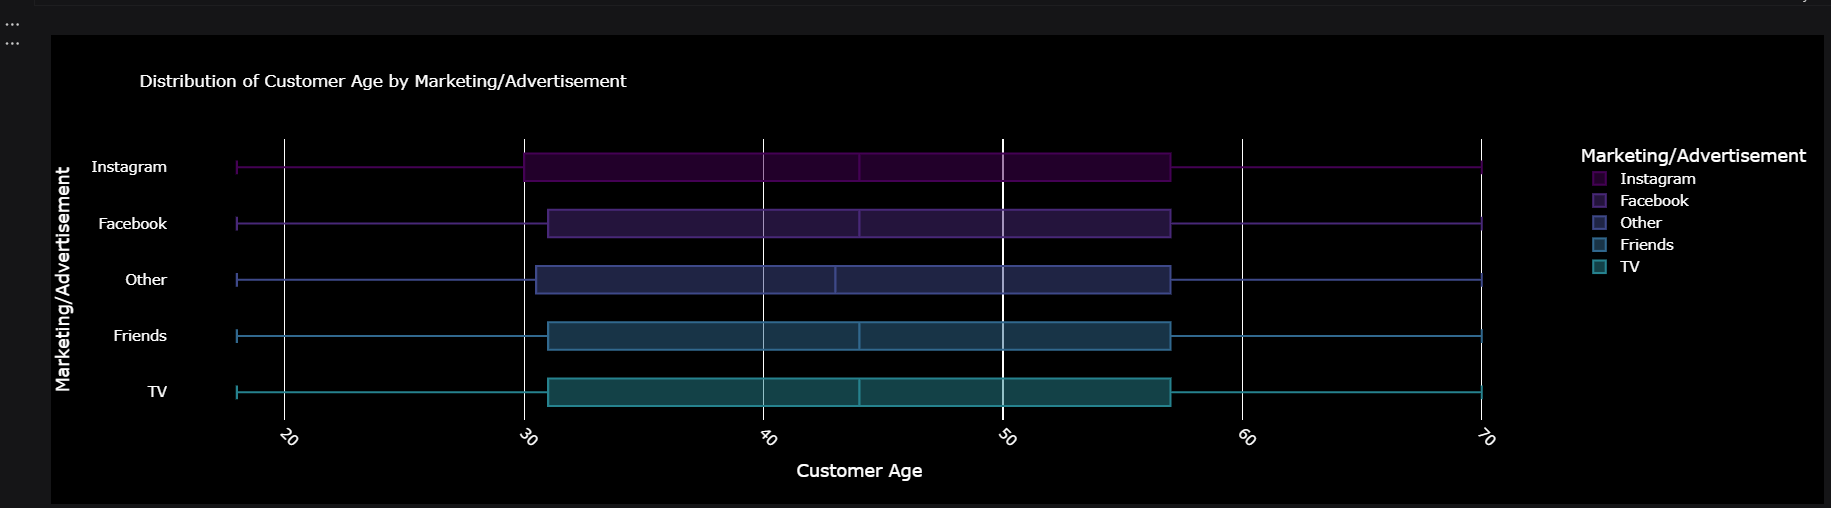 Distribution of Customer Age by Marketing/Advertisement
Marketing/Advertisement
Instagram
Facebook
Other
Friends
TV
20
30
40
50
60
70
Customer Age
Marketing/Advertisement
Instagram
Facebook
Other
Friends
TV